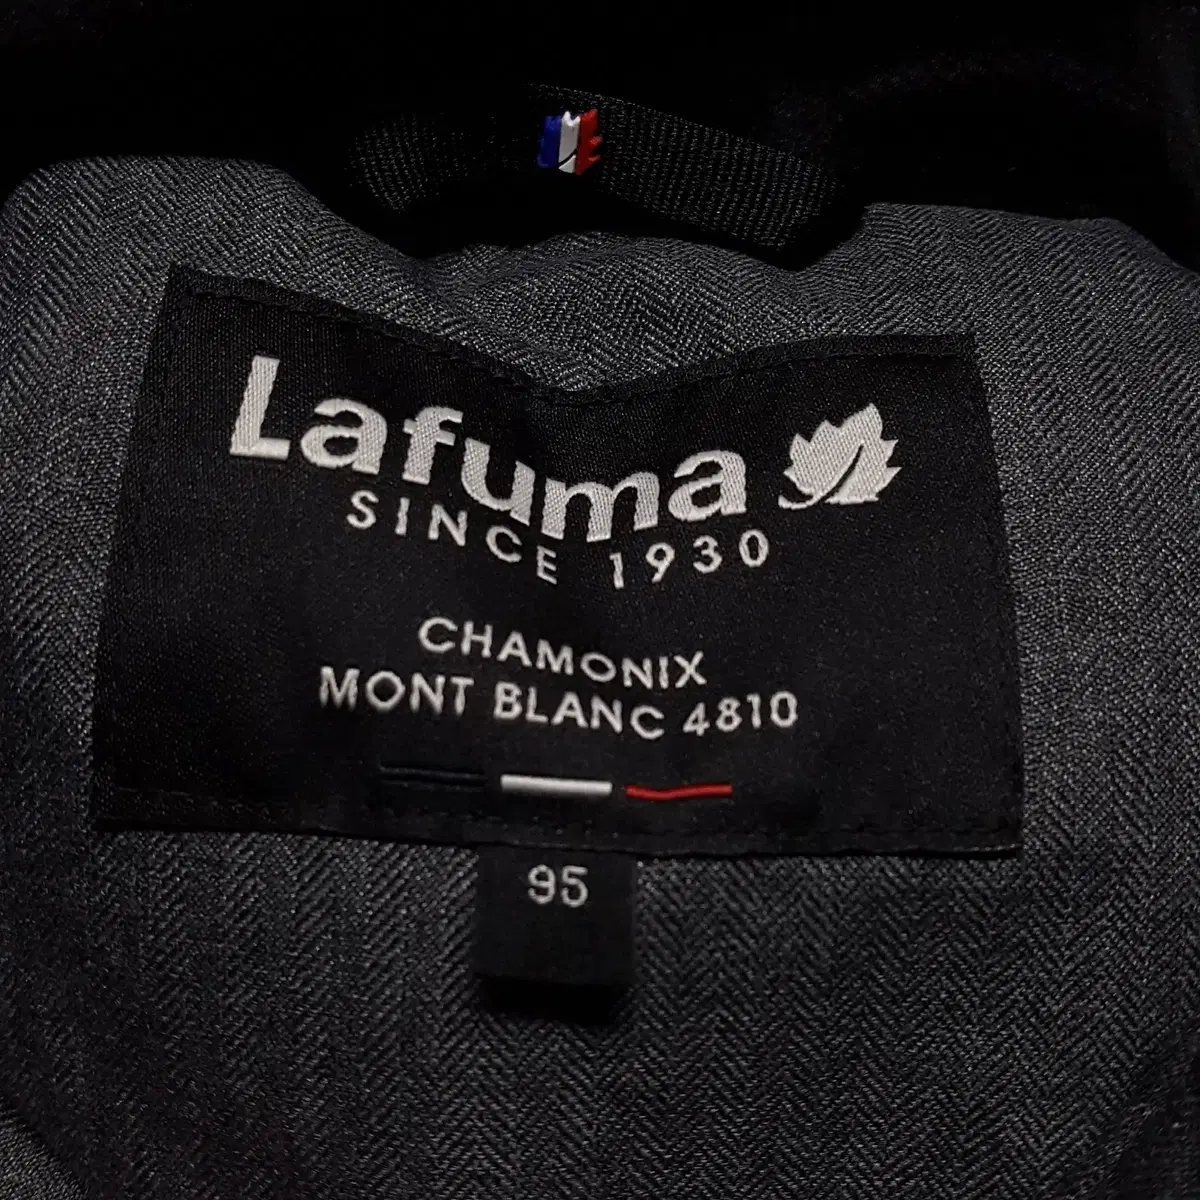 Lafuma
SINCE 1930
CHAMONIX
MONT BLANC 4810
95